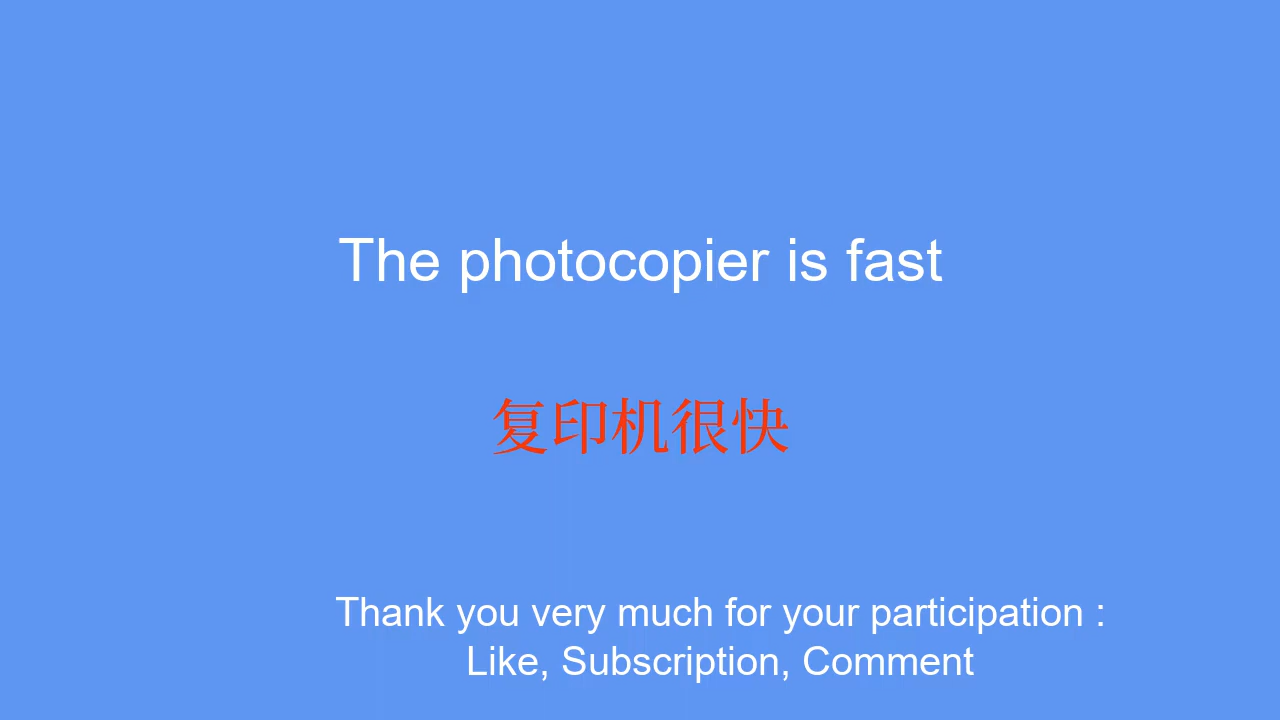 The photocopier is fast
复印机很快
Thank you very much for your participation :
Like, Subscription, Comment